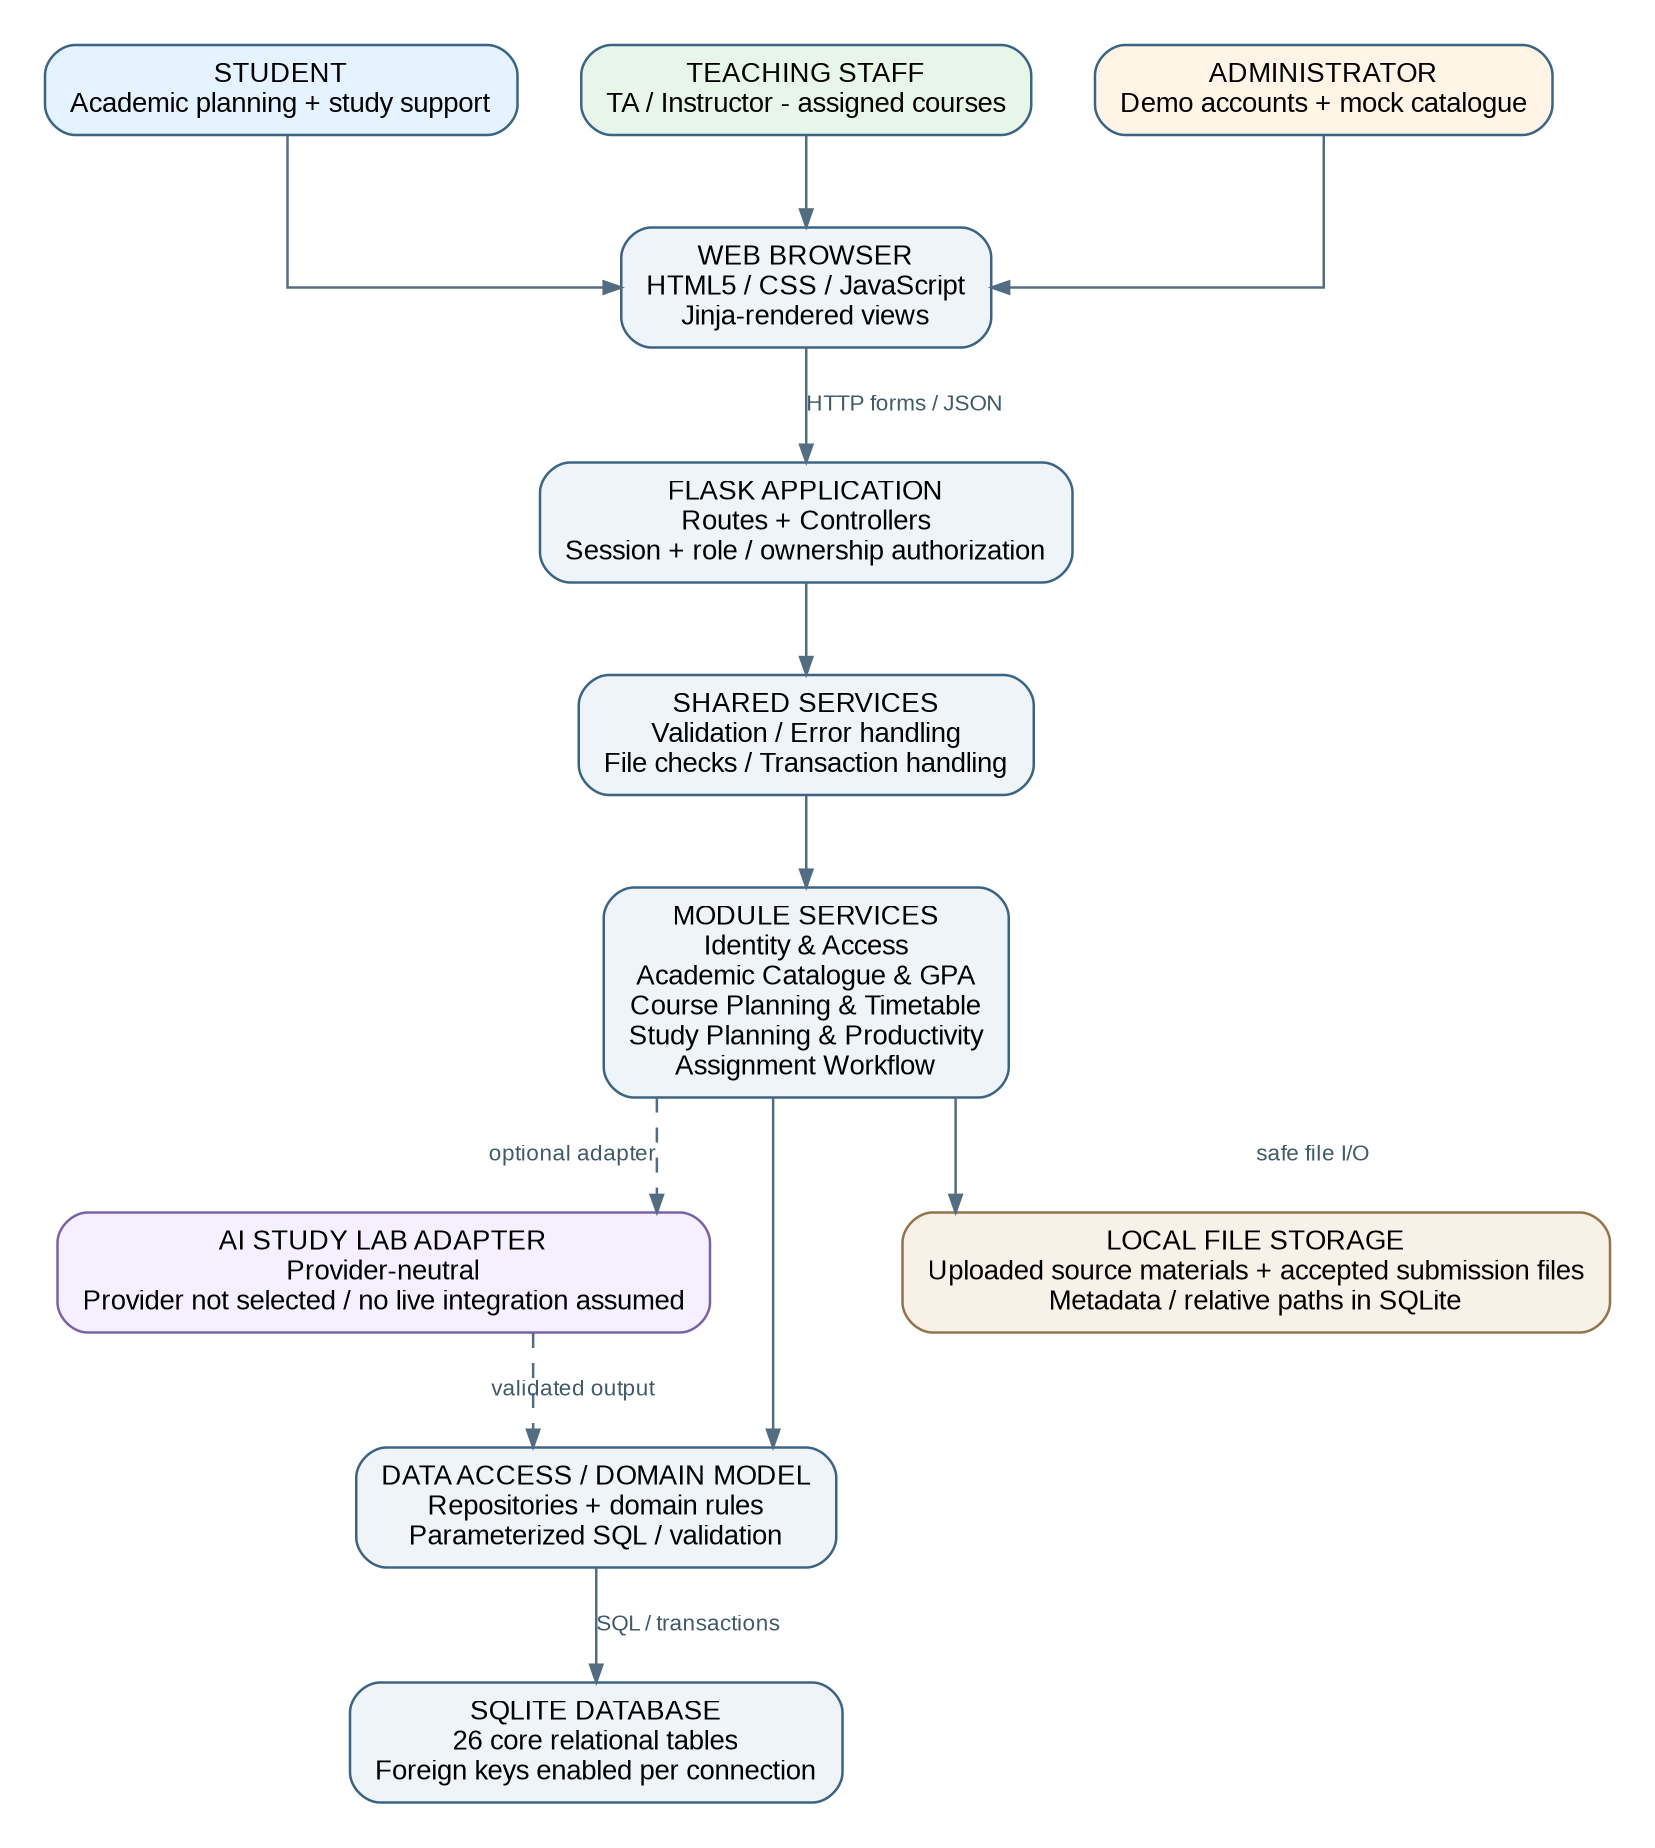 STUDENT
Academic planning + study support
TEACHING STAFF
TA / Instructor - assigned courses
ADMINISTRATOR
Demo accounts + mock catalogue
WEB BROWSER
HTML5 / CSS / JavaScript
Jinja-rendered views
HTTP forms / JSON
FLASK APPLICATION
Routes + Controllers
Session + role / ownership authorization
SHARED SERVICES
Validation / Error handling
File checks / Transaction handling
MODULE SERVICES
Identity & Access
Academic Catalogue & GPA
Course Planning & Timetable
Study Planning & Productivity
Assignment Workflow
optional adapter
safe file I/O
AI STUDY LAB ADAPTER
Provider-neutral
Provider not selected / no live integration assumed
LOCAL FILE STORAGE
Uploaded source materials + accepted submission files
Metadata / relative paths in SQLite
validated output
DATA ACCESS / DOMAIN MODEL
Repositories + domain rules
Parameterized SQL / validation
SQL / transactions
SQLITE DATABASE
26 core relational tables
Foreign keys enabled per connection